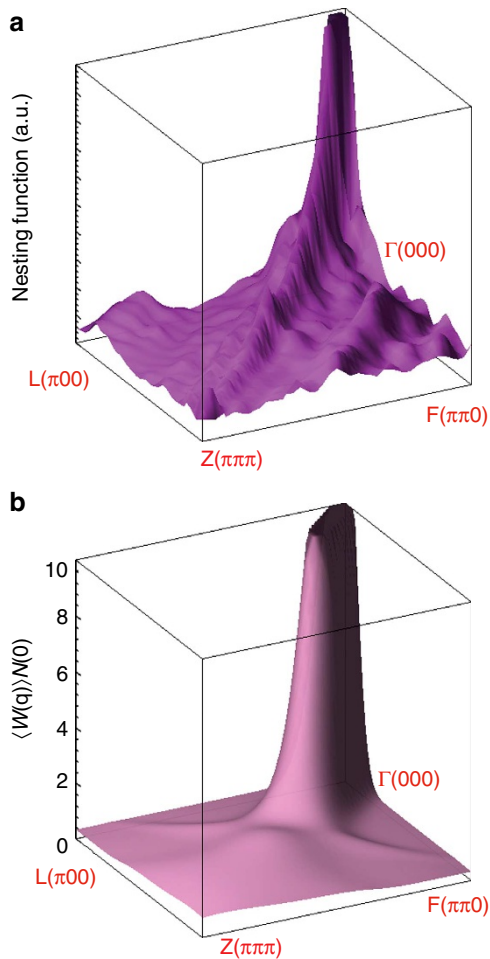 a
Nesting function (a.u.)
Γ(000)
L(π00)
F(ππ0)
Z(πππ)
b
10
8
6
4
2
0
⟨W(q)⟩N(0)
Γ(000)
L(π00)
F(ππ0)
Z(πππ)